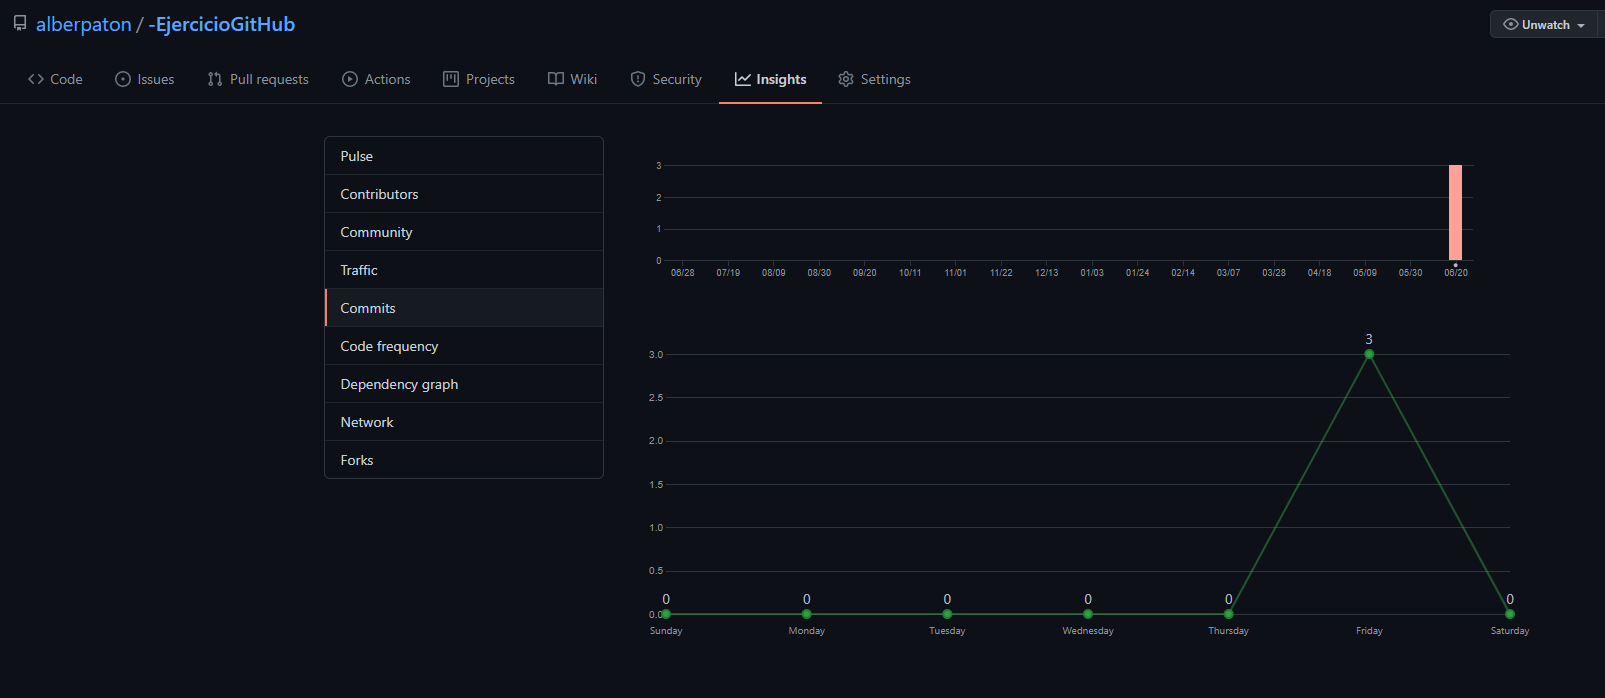 alberpaton / -EjercicioGitHub
Unwatch
Code Issues Pull requests Actions Projects Wiki Security Insights Settings
Pulse
Contributors
Community
Traffic
Commits
Code frequency
Dependency graph
Network
Forks
3
2
1
0
06/28 07/19 08/09 08/30 09/20 10/11 11/01 11/22 12/13 01/03 01/24 02/14 03/07 03/28 04/18 05/09 05/30 06/20
3
3.0
2.5
2.0
1.5
1.0
0.5
0 0 0 0 0 0
0.0
Sunday Monday Tuesday Wednesday Thursday Friday Saturday